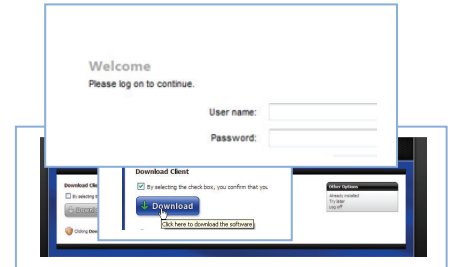 Welcome
Please log on to continue.
User name:
Password:
Download Client
By selecting the check box, you confirm that you
Download
Click here to download the software
Download Clie
By selecting t
Downl
Clicking Dow
Other Options
Already installed
Try later
Log off